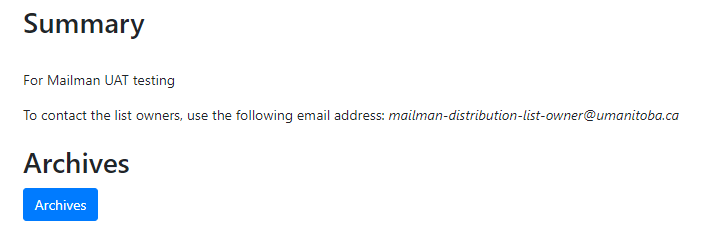 Summary
For Mailman UAT testing
To contact the list owners, use the following email address: mailman-distribution-list-owner@umanitoba.ca
Archives
Archives